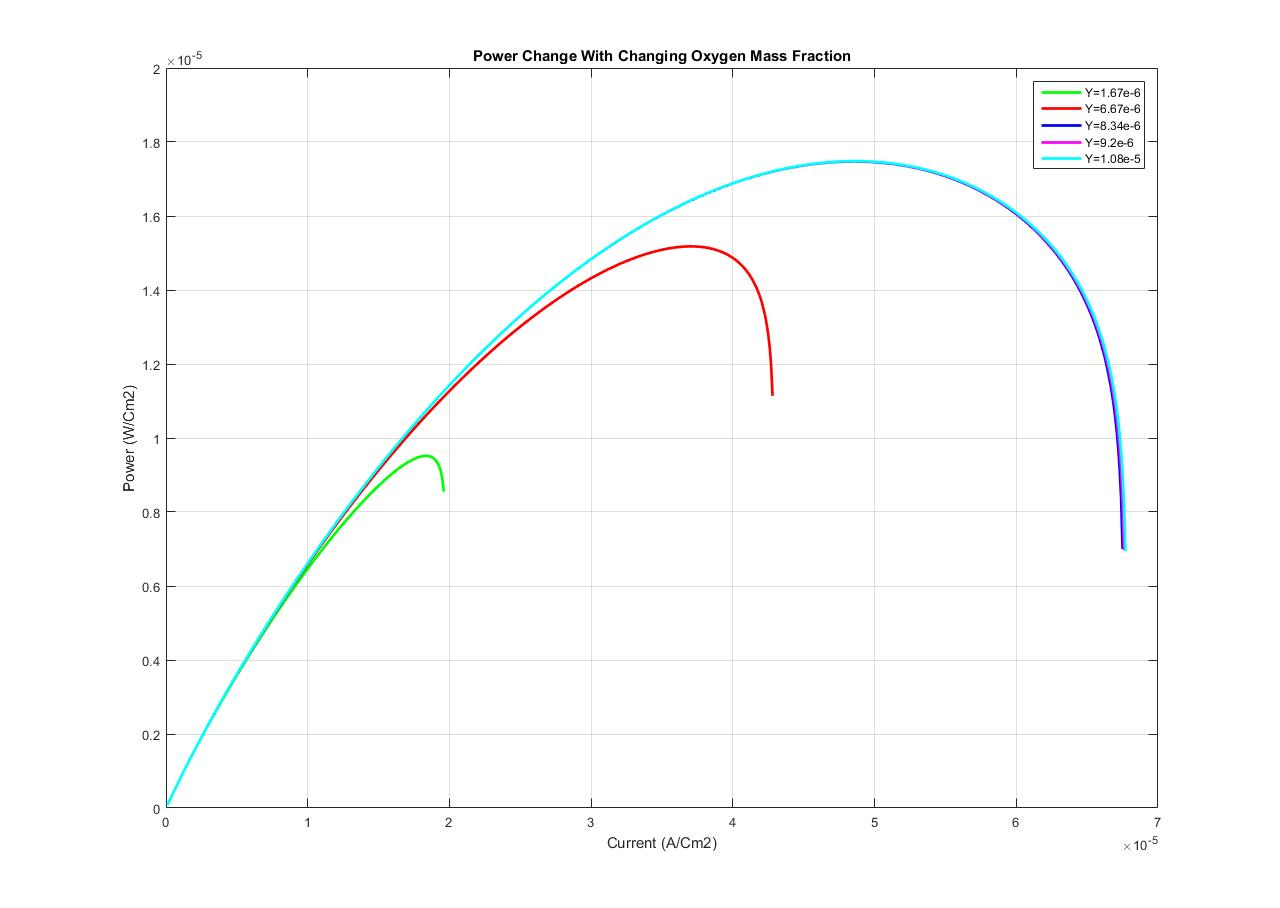 Power Change With Changing Oxygen Mass Fraction
×10-5
2
1.8
1.6
1.4
1.2
1
0.8
0.6
0.4
0.2
0
Power (W/Cm2)
Y=1.67e-6
Y=6.67e-6
Y=8.34e-6
Y=9.2e-6
Y=1.08e-5
0 1 2 3 4 5 6 7
Current (A/Cm2)
×10-5